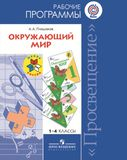 РАБОЧИЕ
ПРОГРАММЫ
А.А. Плешаков
ОКРУЖАЮЩИЙ
МИР
1–4 КЛАССЫ
«Просвещение»